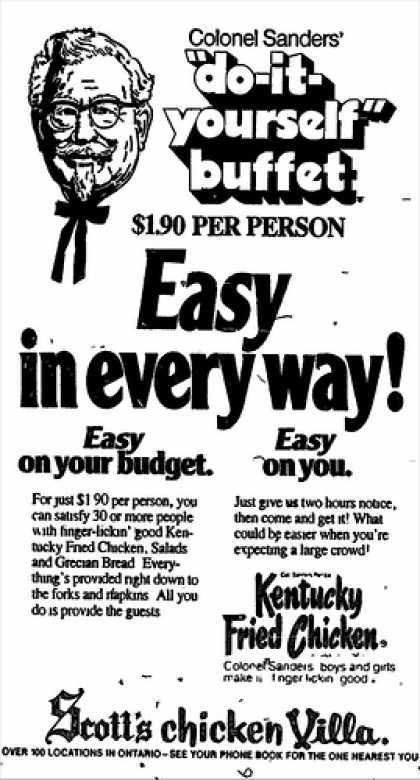 Colonel Sanders'
"do-it-
yourself"
buffet
$1.90 PER PERSON
Easy
in every way!
Easy
on your budget.
For just $1 90 per person, you
can satisfy 30 or more people
with finger-lickin' good Ken-
tucky Fried Chicken, Salads
and Grecian Bread Every-
thing's provided right down to
the forks and napkins All you
do is provide the guests
Easy
on you.
Just give us two hours notice,
then come and get it! What
could be easier when you're
expecting a large crowd!
Kentucky
Fried Chicken.
Colonel Sanders boys and girls
make it finger lickin good.
Scott's chicken Villa.
OVER 100 LOCATIONS IN ONTARIO-SEE YOUR PHONE BOOK FOR THE ONE NEAREST YOU